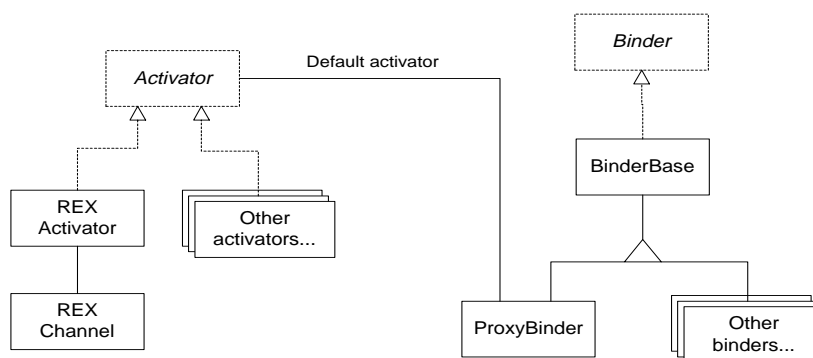 Binder
Default activator
Activator
BinderBase
REX
Activator
Other
activators...
REX
Channel
ProxyBinder
Other
binders...